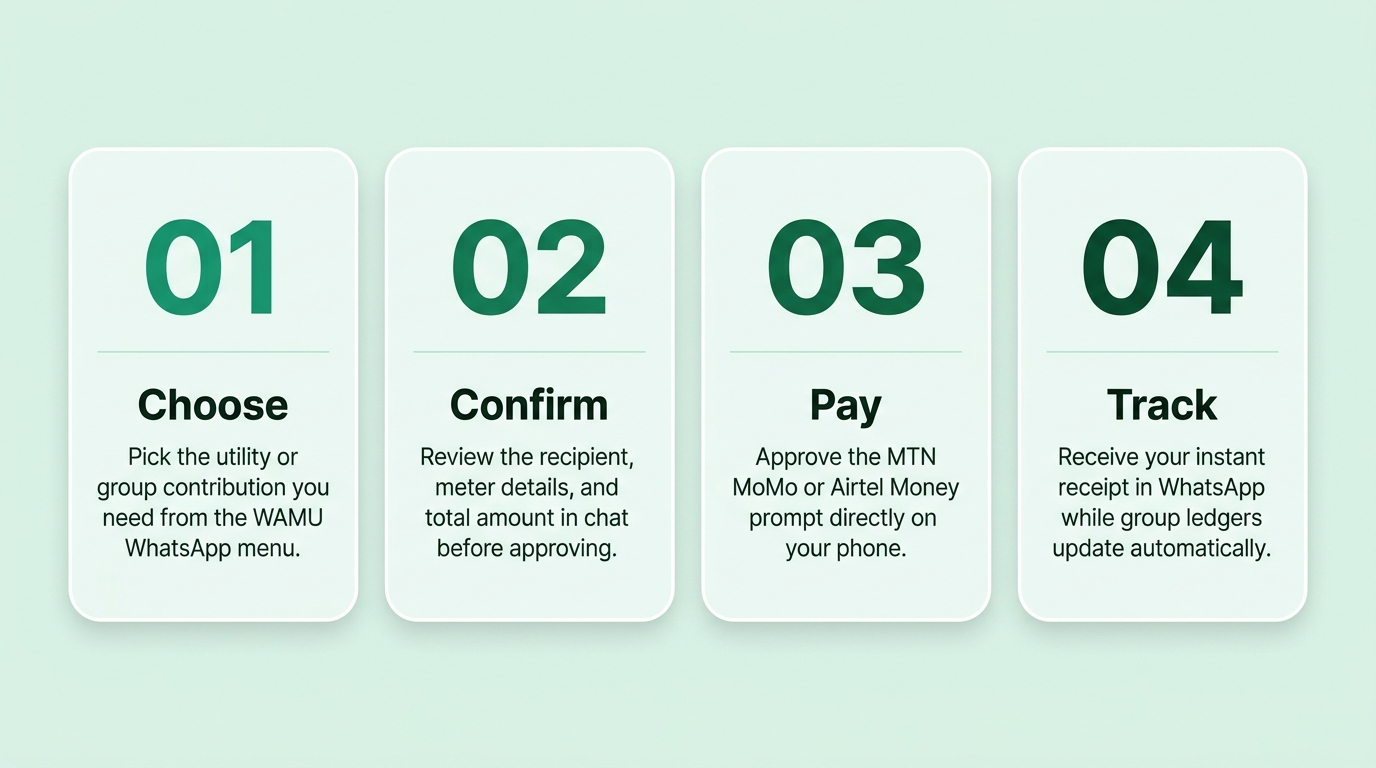 01
Choose
Pick the utility or
group contribution you
need from the WAMU
WhatsApp menu.
02
Confirm
Review the recipient,
meter details, and
total amount in chat
before approving.
03
Pay
Approve the MTN
MoMo or Airtel Money
prompt directly on
your phone.
04
Track
Receive your instant
receipt in WhatsApp
while group ledgers
update automatically.